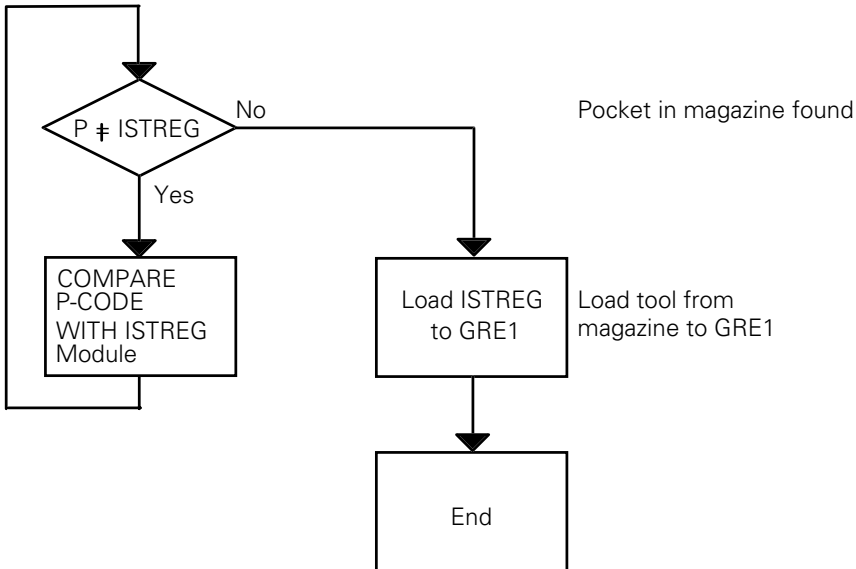 P ‡ ISTREG
No
Pocket in magazine found
Yes
COMPARE
P-CODE
WITH ISTREG
Module
Load ISTREG
to GRE1
Load tool from
magazine to GRE1
End